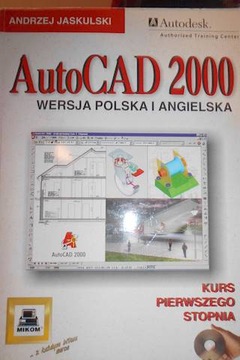 ANDRZEJ JASKULSKI
Autodesk
Authorized Training Center
AutoCAD 2000
WERSJA POLSKA I ANGIELSKA
AutoCAD 2000
KURS
PIERWSZEGO
STOPNIA
MIKOM